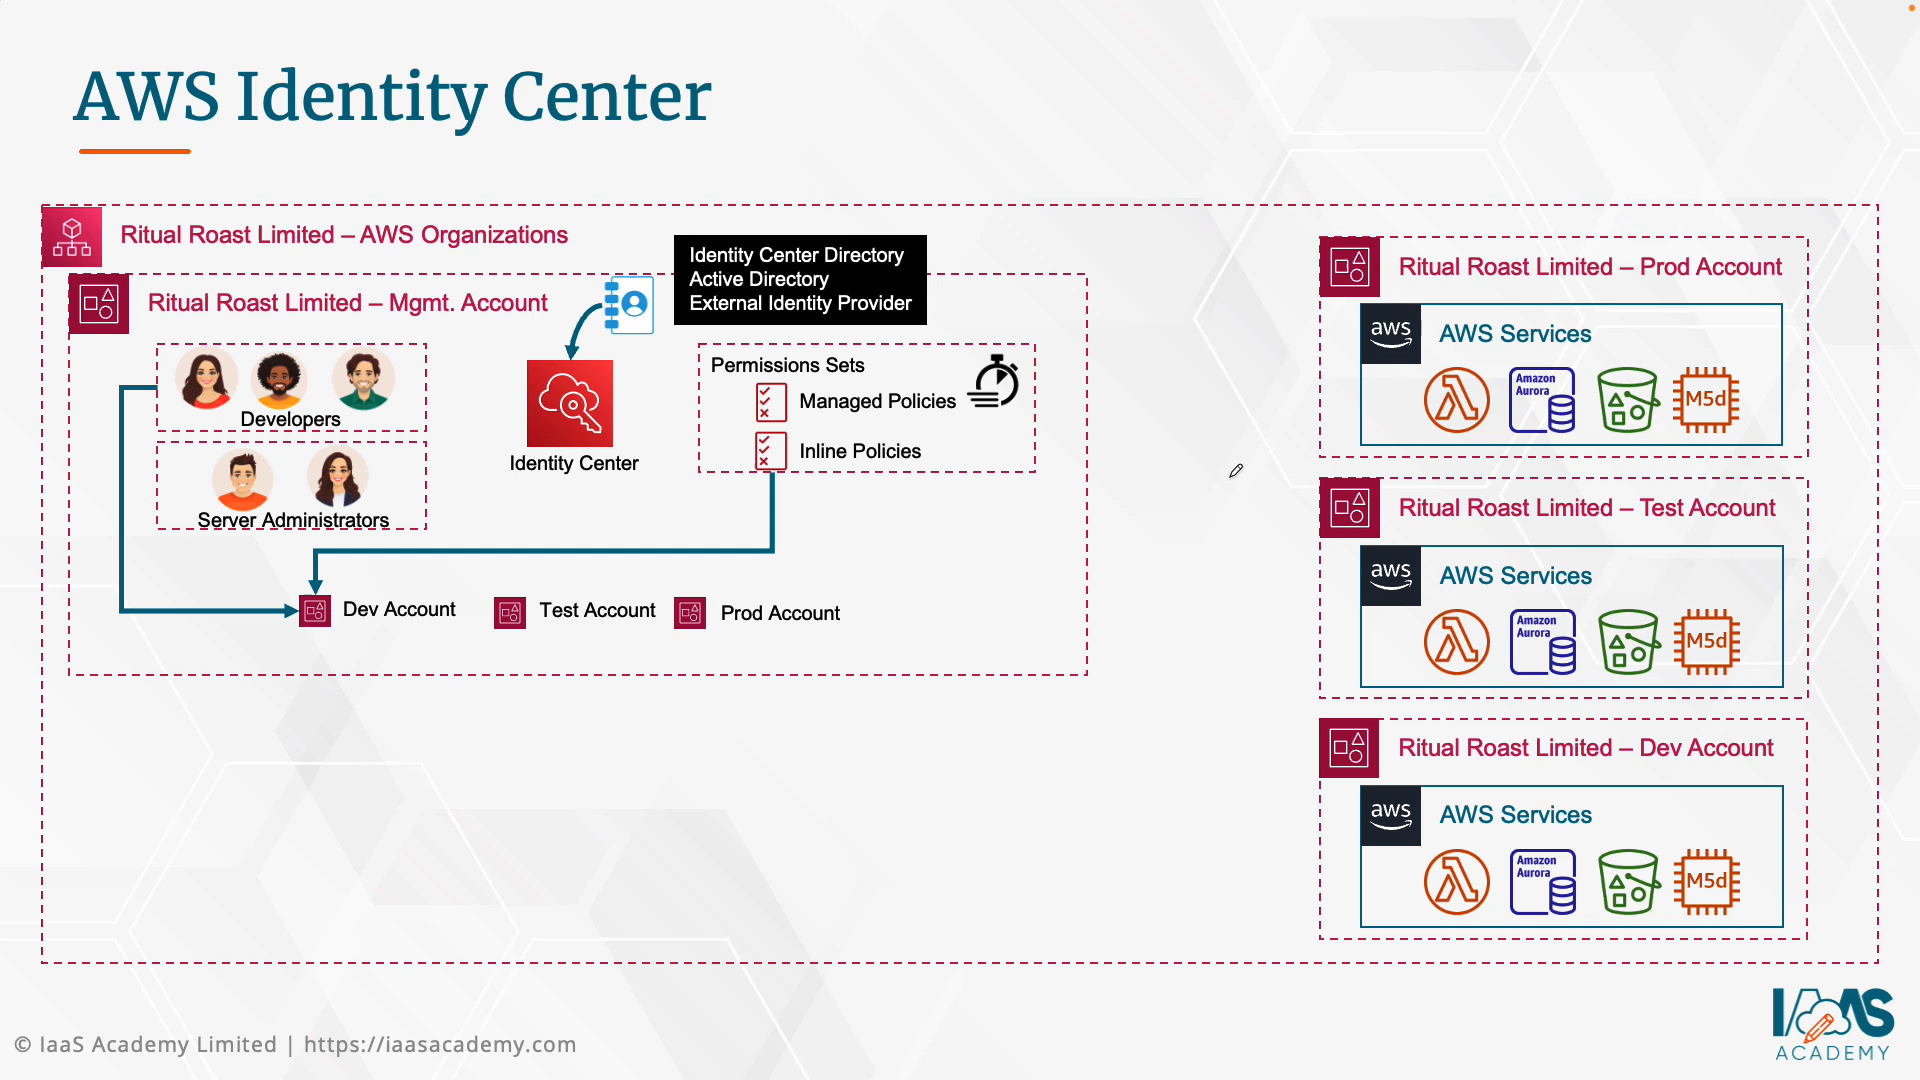 AWS Identity Center
Ritual Roast Limited – AWS Organizations
Ritual Roast Limited – Mgmt. Account
Identity Center Directory
Active Directory
External Identity Provider
Developers
Server Administrators
Identity Center
Permissions Sets
Managed Policies
Inline Policies
Dev Account
Test Account
Prod Account
Ritual Roast Limited – Prod Account
aws
AWS Services
Amazon
Aurora
M5d
Ritual Roast Limited – Test Account
aws
AWS Services
Amazon
Aurora
M5d
Ritual Roast Limited – Dev Account
aws
AWS Services
Amazon
Aurora
M5d
© IaaS Academy Limited | https://iaasacademy.com
IAAS
ACADEMY